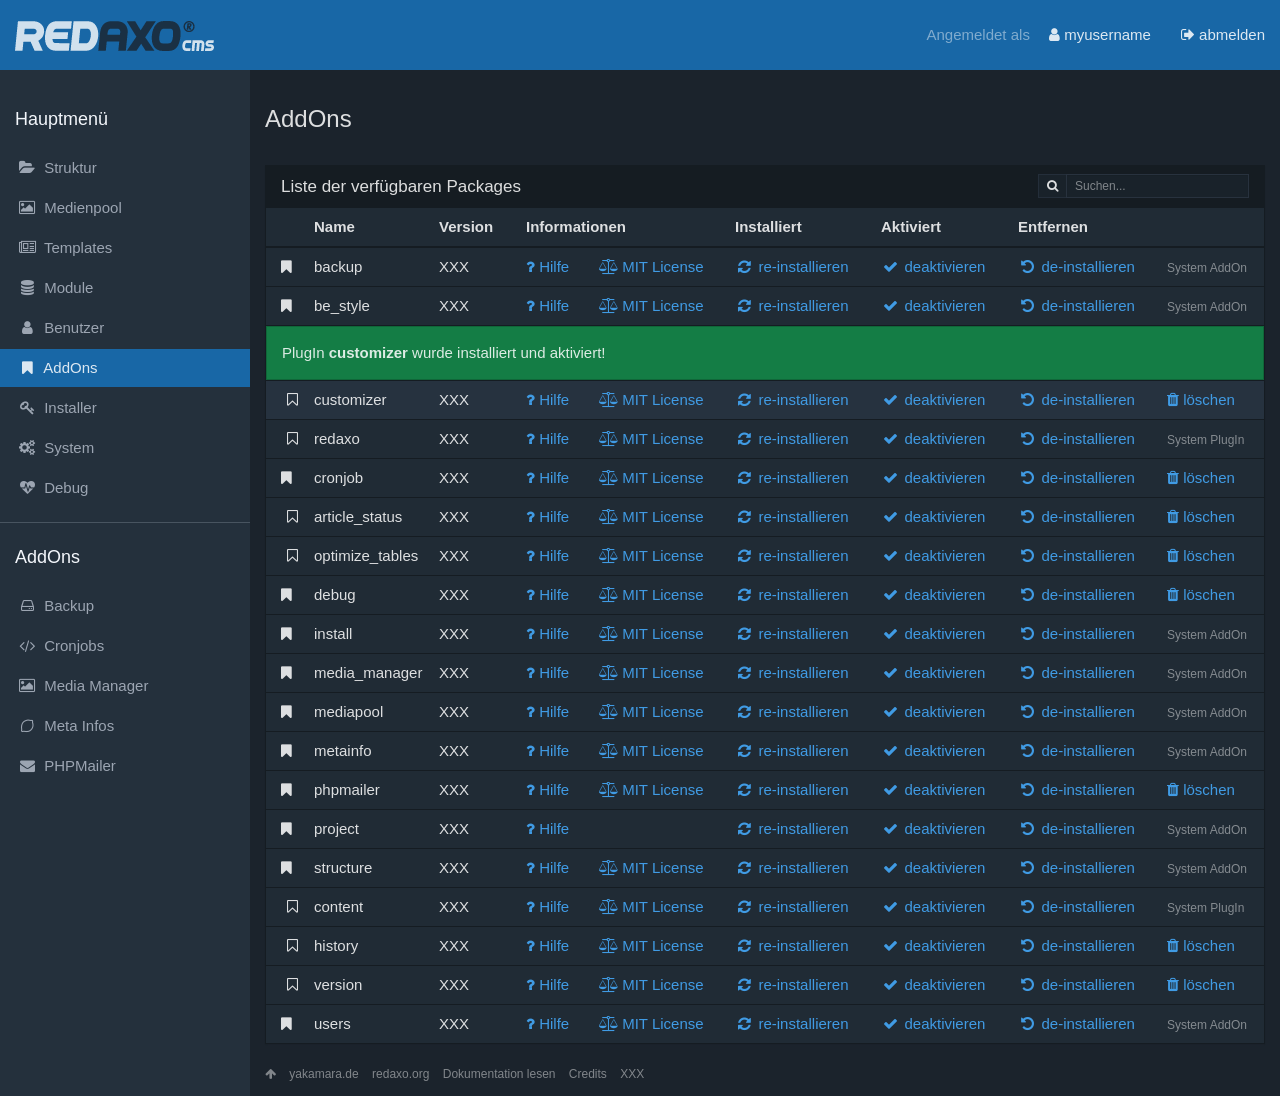 REDAXO® cms
Angemeldet als myusername abmelden
Hauptmenü
Struktur
Medienpool
Templates
Module
Benutzer
AddOns
Installer
System
Debug
AddOns
Backup
Cronjobs
Media Manager
Meta Infos
PHPMailer
AddOns
Liste der verfügbaren Packages Suchen...
Name Version Informationen Installiert Aktiviert Entfernen
backup XXX ? Hilfe MIT License re-installieren deaktivieren de-installieren System AddOn
be_style XXX ? Hilfe MIT License re-installieren deaktivieren de-installieren System AddOn
PlugIn customizer wurde installiert und aktiviert!
customizer XXX ? Hilfe MIT License re-installieren deaktivieren de-installieren löschen
redaxo XXX ? Hilfe MIT License re-installieren deaktivieren de-installieren System PlugIn
cronjob XXX ? Hilfe MIT License re-installieren deaktivieren de-installieren löschen
article_status XXX ? Hilfe MIT License re-installieren deaktivieren de-installieren löschen
optimize_tables XXX ? Hilfe MIT License re-installieren deaktivieren de-installieren löschen
debug XXX ? Hilfe MIT License re-installieren deaktivieren de-installieren löschen
install XXX ? Hilfe MIT License re-installieren deaktivieren de-installieren System AddOn
media_manager XXX ? Hilfe MIT License re-installieren deaktivieren de-installieren System AddOn
mediapool XXX ? Hilfe MIT License re-installieren deaktivieren de-installieren System AddOn
metainfo XXX ? Hilfe MIT License re-installieren deaktivieren de-installieren System AddOn
phpmailer XXX ? Hilfe MIT License re-installieren deaktivieren de-installieren löschen
project XXX ? Hilfe re-installieren deaktivieren de-installieren System AddOn
structure XXX ? Hilfe MIT License re-installieren deaktivieren de-installieren System AddOn
content XXX ? Hilfe MIT License re-installieren deaktivieren de-installieren System PlugIn
history XXX ? Hilfe MIT License re-installieren deaktivieren de-installieren löschen
version XXX ? Hilfe MIT License re-installieren deaktivieren de-installieren löschen
users XXX ? Hilfe MIT License re-installieren deaktivieren de-installieren System AddOn
yakamara.de redaxo.org Dokumentation lesen Credits XXX